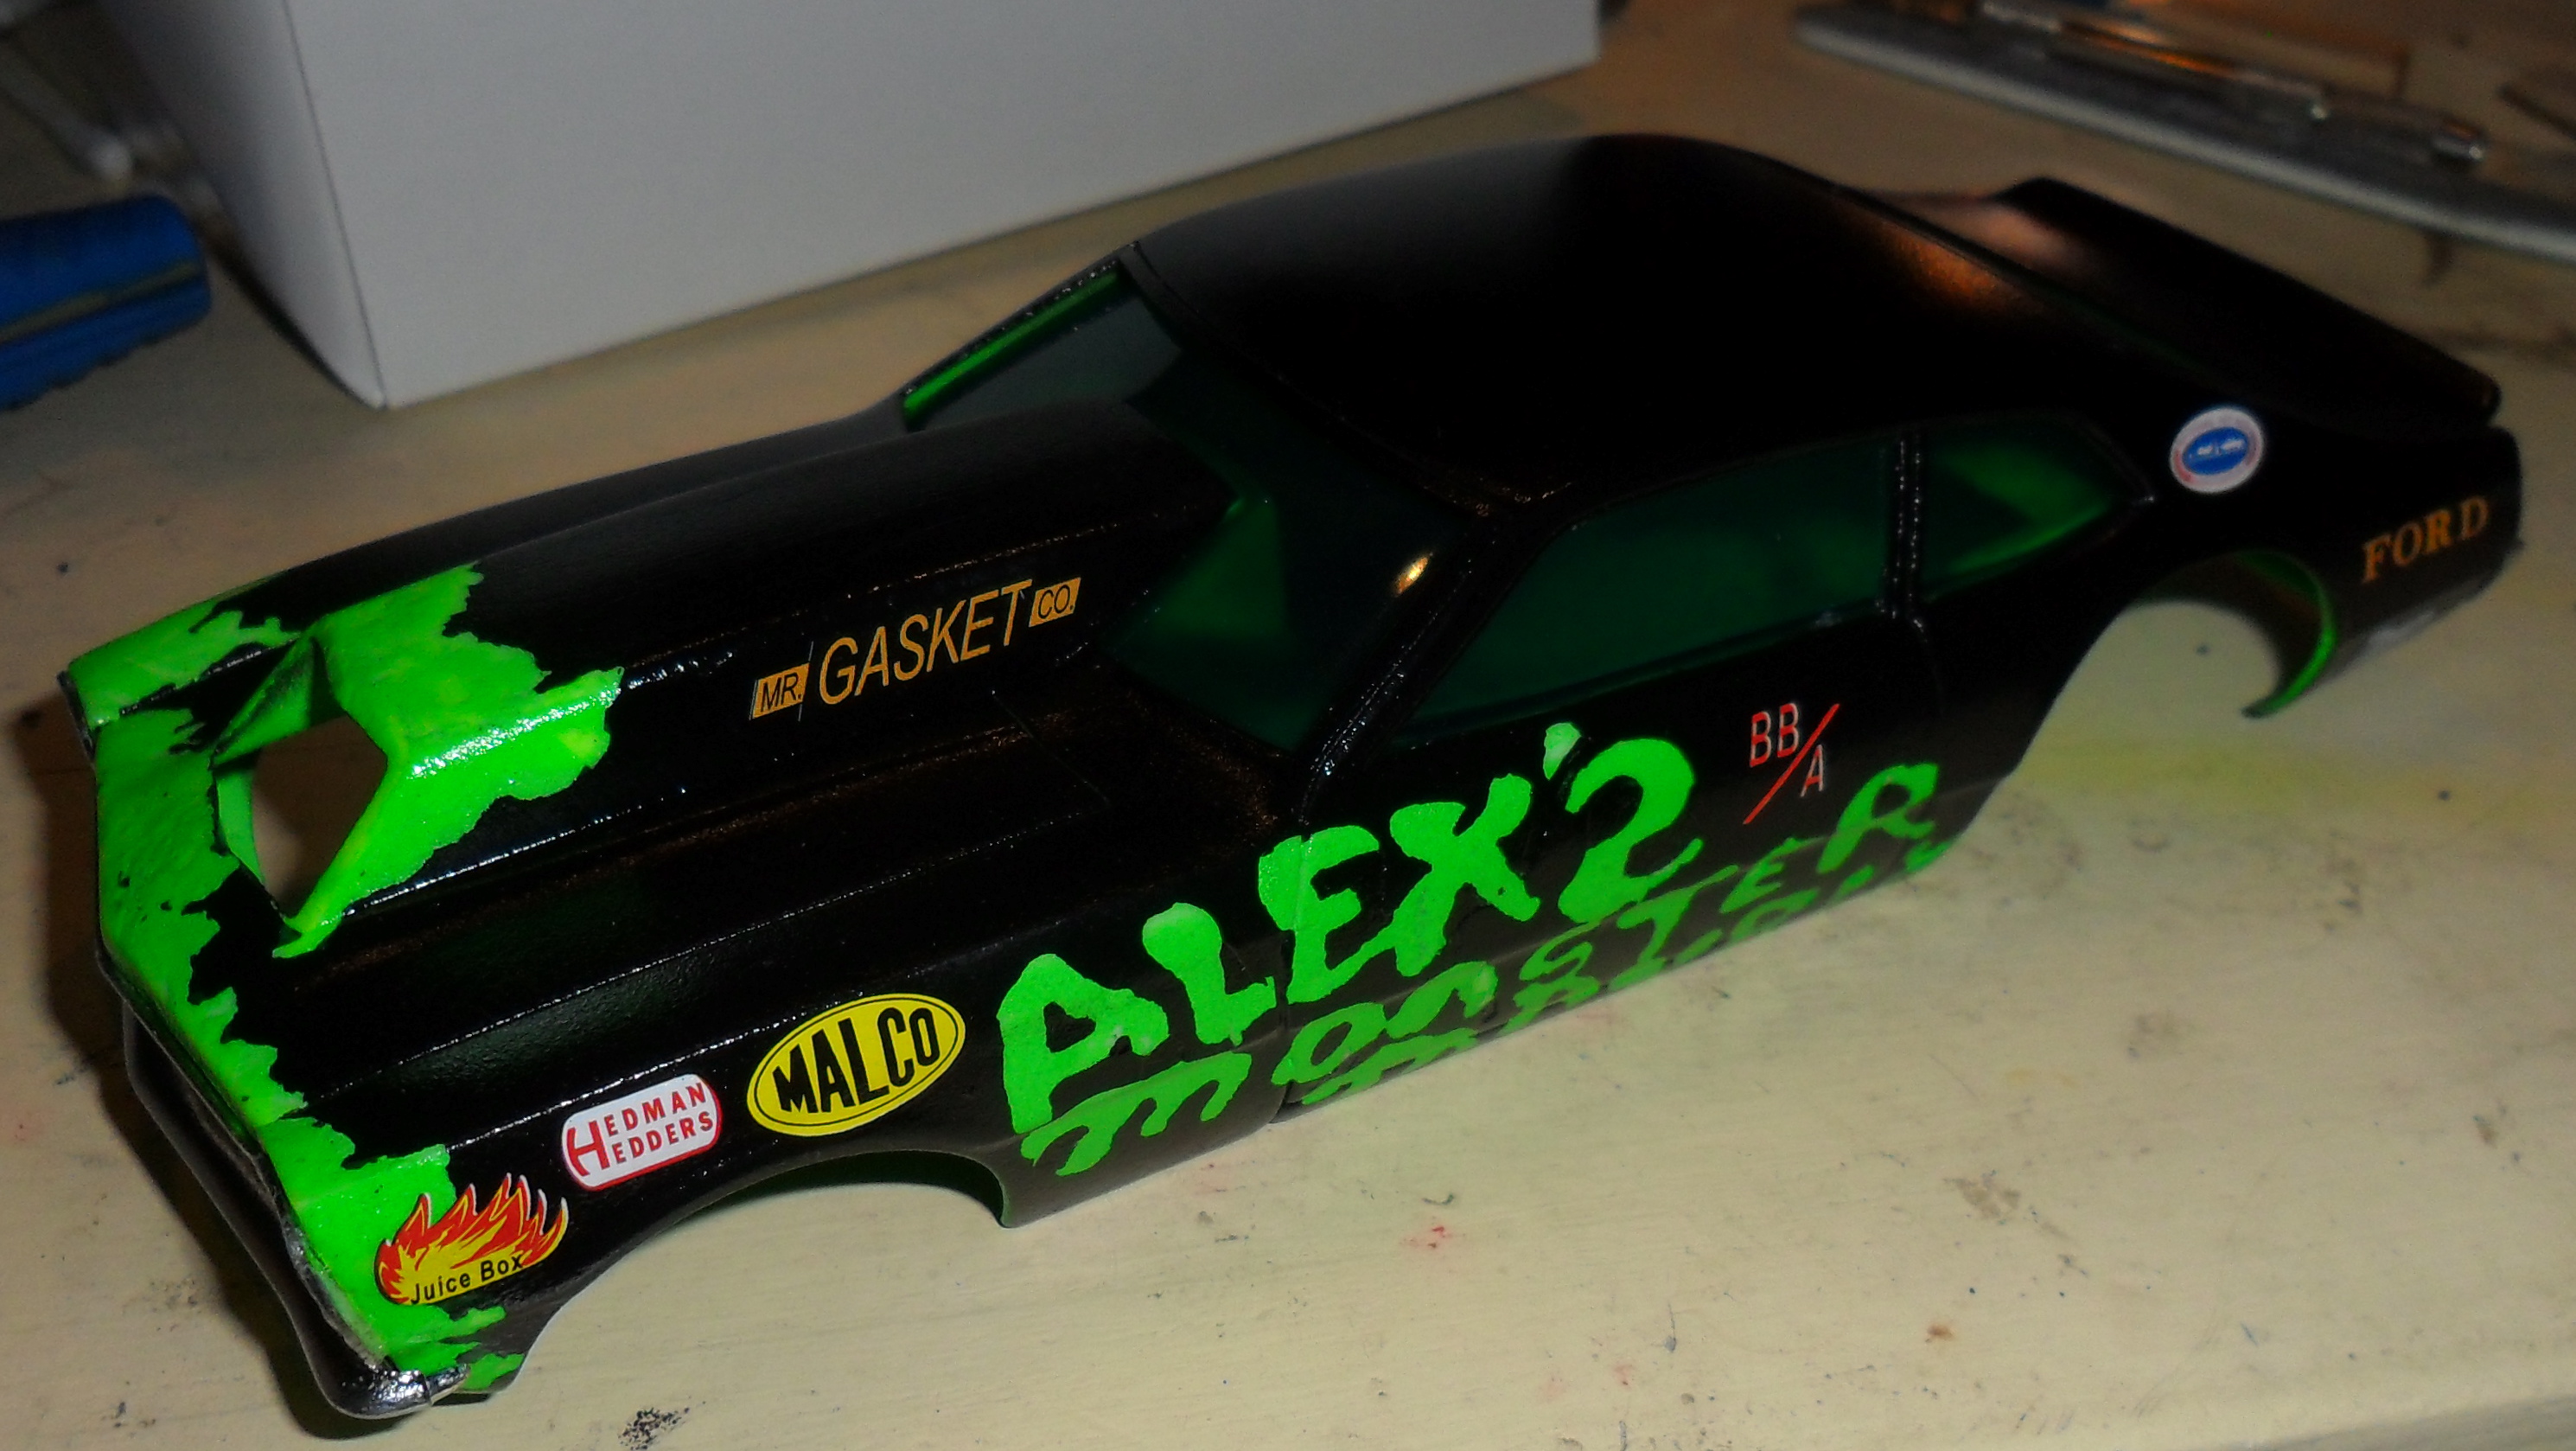 MR. GASKET CO.
FORD
BB/A
ALEX'2
mOnSTER
MALCO
HEDMAN
HEDDERS
Juice Box